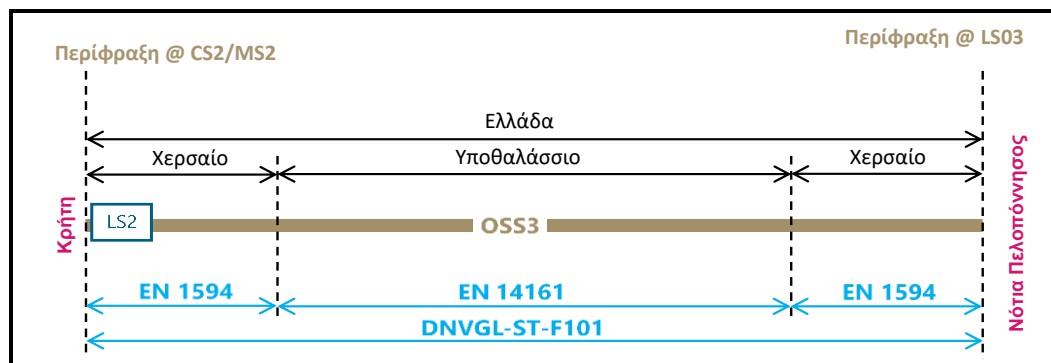 Περίφραξη @ CS2/MS2
Περίφραξη @ LS03
Ελλάδα
Χερσαίο
Υποθαλάσσιο
Χερσαίο
Κρήτη
LS2
OSS3
Νότια Πελοπόννησος
EN 1594
EN 14161
EN 1594
DNVGL-ST-F101